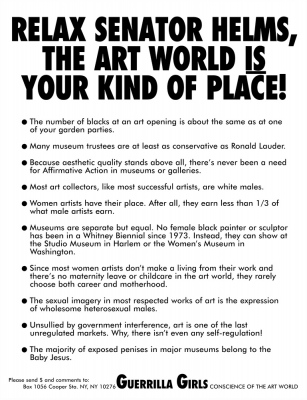 RELAX SENATOR HELMS,
THE ART WORLD IS
YOUR KIND OF PLACE!
● The number of blacks at an art opening is about the same as at one
of your garden parties.
● Many museum trustees are at least as conservative as Ronald Lauder.
● Because aesthetic quality stands above all, there's never been a need
for Affirmative Action in museums or galleries.
● Most art collectors, like most successful artists, are white males.
● Women artists have their place. After all, they earn less than 1/3 of
what male artists earn.
● Museums are separate but equal. No female black painter or sculptor
has been in a Whitney Biennial since 1973. Instead, they can show at
the Studio Museum in Harlem or the Women's Museum in
Washington.
● Since most women artists don't make a living from their work and
there's no maternity leave or childcare in the art world, they rarely
choose both career and motherhood.
● The sexual imagery in most respected works of art is the expression
of wholesome heterosexual males.
● Unsullied by government interference, art is one of the last
unregulated markets. Why, there isn't even any self-regulation!
● The majority of exposed penises in major museums belong to the
Baby Jesus.
Please send $ and comments to:
Box 1056 Cooper Sta. NY, NY 10276 GUERRILLA GIRLS CONSCIENCE OF THE ART WORLD